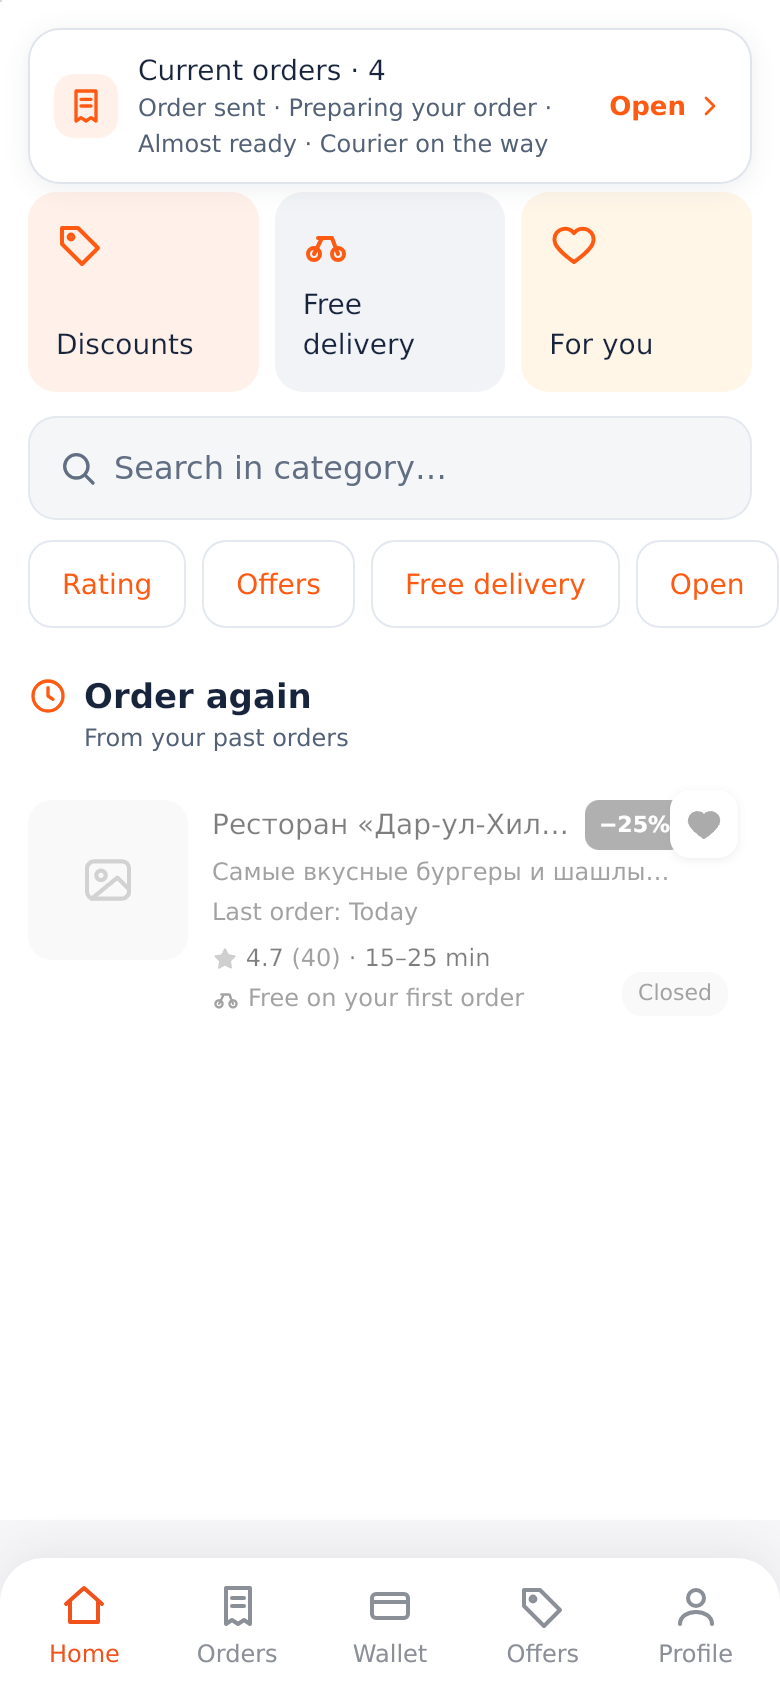 Current orders · 4
Order sent · Preparing your order ·
Almost ready · Courier on the way
Open
Discounts
Free
delivery
For you
Search in category...
Rating
Offers
Free delivery
Open
Order again
From your past orders
Ресторан «Дар-ул-Хил...
−25%
Самые вкусные бургеры и шашлы...
Last order: Today
4.7 (40) · 15–25 min
Free on your first order
Closed
Home
Orders
Wallet
Offers
Profile